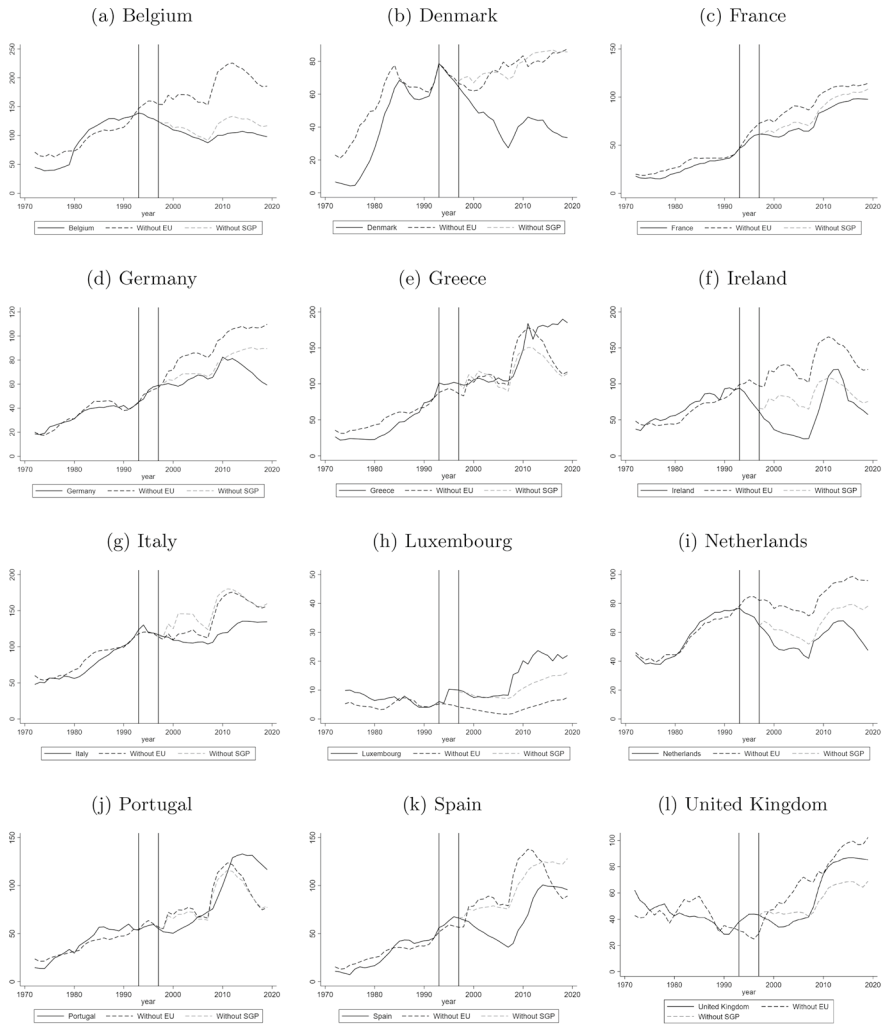 (a) Belgium
(b) Denmark
(c) France
250
200
150
100
50
0
1970 1980 1990 2000 2010 2020
year
Belgium Without EU Without SGP
80
60
40
20
0
1970 1980 1990 2000 2010 2020
year
Denmark Without EU Without SGP
150
100
50
0
1970 1980 1990 2000 2010 2020
year
France Without EU Without SGP
(d) Germany
(e) Greece
(f) Ireland
120
100
80
60
40
20
0
1970 1980 1990 2000 2010 2020
year
Germany Without EU Without SGP
200
150
100
50
0
1970 1980 1990 2000 2010 2020
year
Greece Without EU Without SGP
200
150
100
50
0
1970 1980 1990 2000 2010 2020
year
Ireland Without EU Without SGP
(g) Italy
(h) Luxembourg
(i) Netherlands
200
150
100
50
0
1970 1980 1990 2000 2010 2020
year
Italy Without EU Without SGP
50
40
30
20
10
0
1970 1980 1990 2000 2010 2020
year
Luxembourg Without EU Without SGP
100
80
60
40
20
0
1970 1980 1990 2000 2010 2020
year
Netherlands Without EU Without SGP
(j) Portugal
(k) Spain
(l) United Kingdom
150
100
50
0
1970 1980 1990 2000 2010 2020
year
Portugal Without EU Without SGP
150
100
50
0
1970 1980 1990 2000 2010 2020
year
Spain Without EU Without SGP
100
80
60
40
20
0
1970 1980 1990 2000 2010 2020
year
United Kingdom Without EU
Without SGP